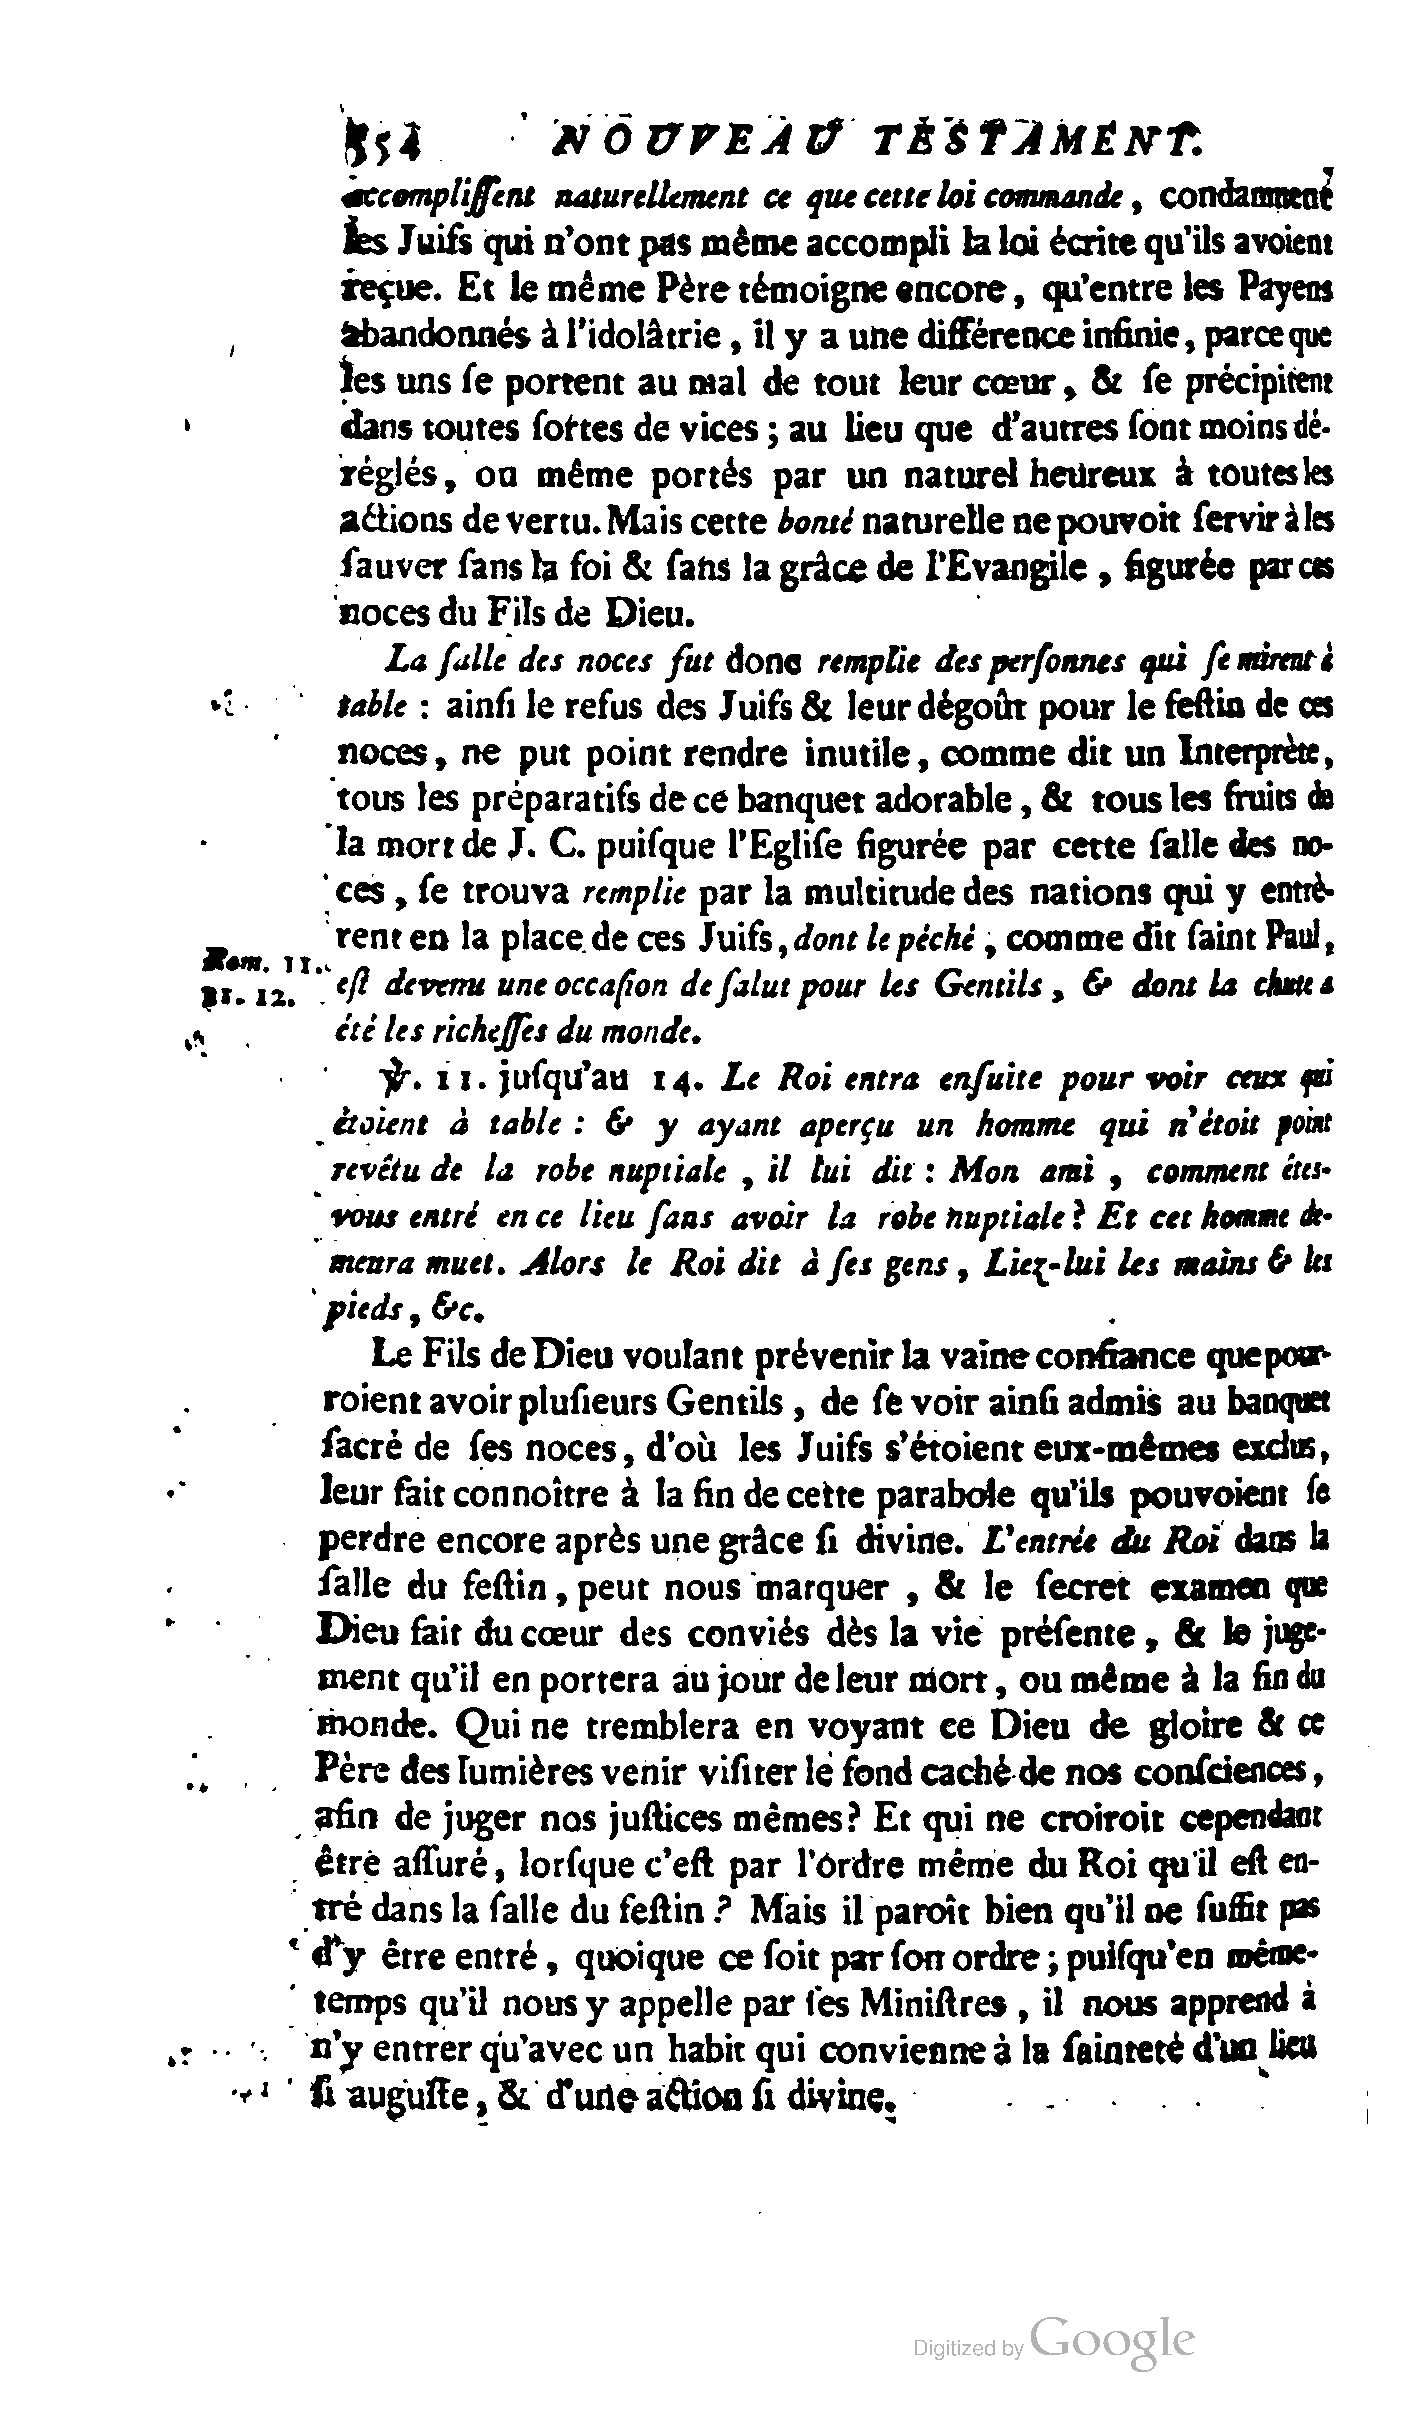 554 NOUVEAU TESTAMENT.
accompliſſent naturellement ce que cette loi commande, condamnent
les Juifs qui n'ont pas même accompli la loi écrite qu'ils avoient
reçue. Et le même Père témoigne encore, qu'entre les Payens
abandonnés à l'idolâtrie, il y a une différence infinie, parce que
les uns ſe portent au mal de tout leur cœur, & ſe précipitent
dans toutes ſortes de vices ; au lieu que d'autres ſont moins dé-
réglés, ou même portés par un naturel heureux à toutes les
actions de vertu. Mais cette bonté naturelle ne pouvoit ſervir à les
ſauver ſans la foi & ſans la grâce de l'Evangile, figurée par ces
noces du Fils de Dieu.
La ſalle des noces fut donc remplie des perſonnes qui ſe mirent à
table : ainſi le refus des Juifs & leur dégoût pour le feſtin de ces
noces, ne put point rendre inutile, comme dit un Interprète,
tous les préparatifs de ce banquet adorable, & tous les fruits de
la mort de J. C. puiſque l'Egliſe figurée par cette ſalle des no-
ces, ſe trouva remplie par la multitude des nations qui y entrè-
rent en la place de ces Juifs, dont le péché, comme dit ſaint Paul,
Rom. 11.
11. 12.
eſt devenu une occaſion de ſalut pour les Gentils, & dont la chute a
été les richeſſes du monde.
℣. 11. juſqu'au 14. Le Roi entra enſuite pour voir ceux qui
étoient à table : & y ayant aperçu un homme qui n'étoit point
revêtu de la robe nuptiale, il lui dit : Mon ami, comment êtes-
vous entré en ce lieu ſans avoir la robe nuptiale ? Et cet homme de-
meura muet. Alors le Roi dit à ſes gens, Liez-lui les mains & les
pieds, &c.
Le Fils de Dieu voulant prévenir la vaine confiance que pour-
roient avoir pluſieurs Gentils, de ſe voir ainſi admis au banquet
ſacré de ſes noces, d'où les Juifs s'étoient eux-mêmes exclus,
leur fait connoître à la fin de cette parabole qu'ils pouvoient ſe
perdre encore après une grâce ſi divine. L'entrée du Roi dans la
ſalle du feſtin, peut nous marquer, & le ſecret examen que
Dieu fait du cœur des conviés dès la vie préſente, & le juge-
ment qu'il en portera au jour de leur mort, ou même à la fin du
monde. Qui ne tremblera en voyant ce Dieu de gloire & ce
Père des lumières venir viſiter le fond caché de nos conſciences,
afin de juger nos juſtices mêmes ? Et qui ne croiroit cependant
être aſſuré, lorſque c'eſt par l'ordre même du Roi qu'il eſt en-
tré dans la ſalle du feſtin ? Mais il paroît bien qu'il ne ſuffit pas
d'y être entré, quoique ce ſoit par ſon ordre ; puiſqu'en même-
temps qu'il nous y appelle par ſes Miniſtres, il nous apprend à
n'y entrer qu'avec un habit qui convienne à la ſainteté d'un lieu
ſi auguſte, & d'une action ſi divine.
Digitized by Google